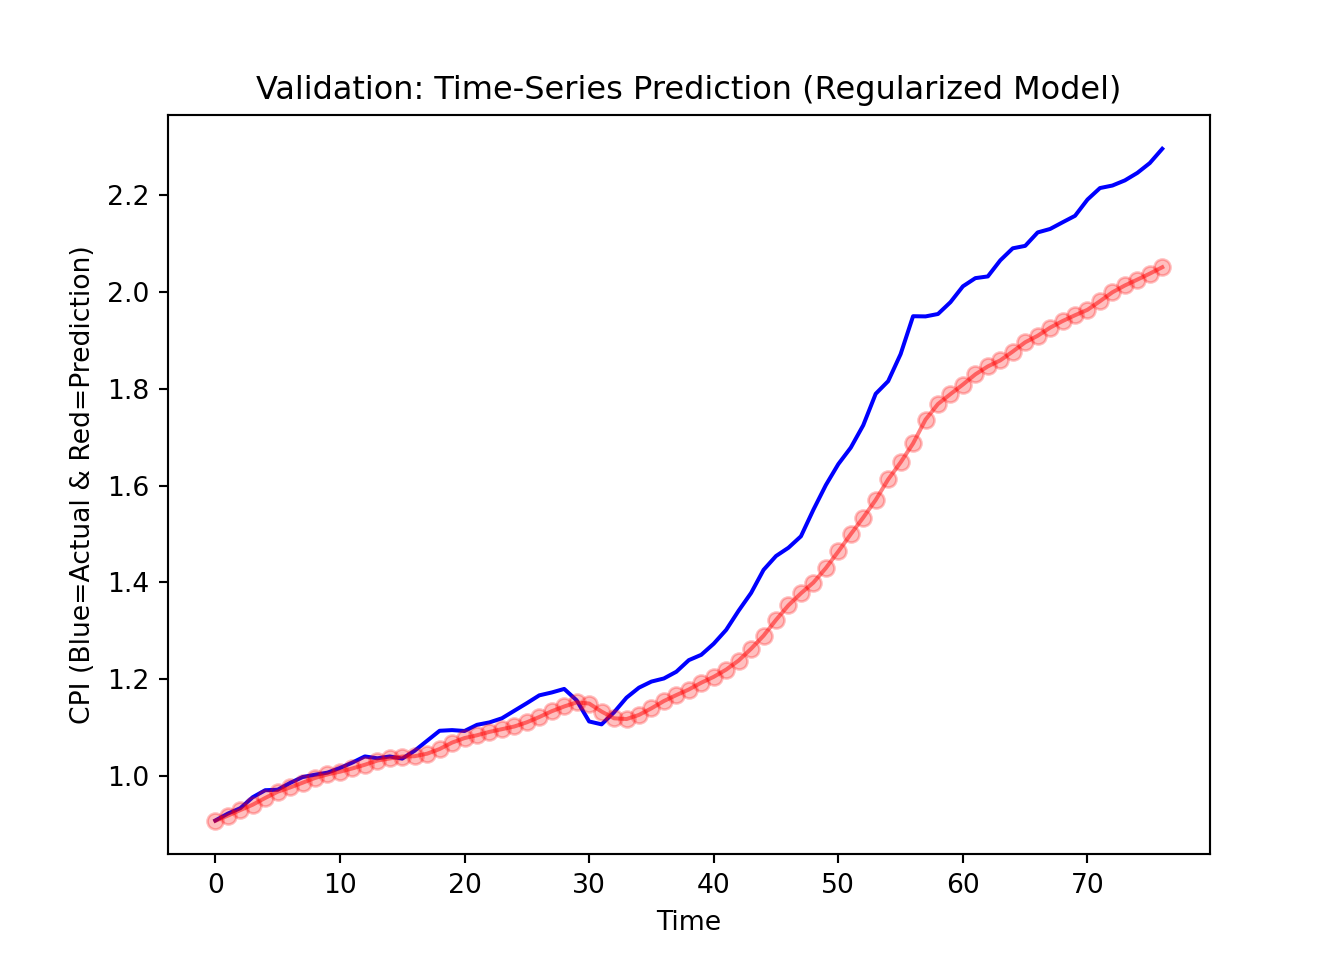 Validation: Time-Series Prediction (Regularized Model)
CPI (Blue=Actual & Red=Prediction)
2.2
2.0
1.8
1.6
1.4
1.2
1.0
0 10 20 30 40 50 60 70
Time